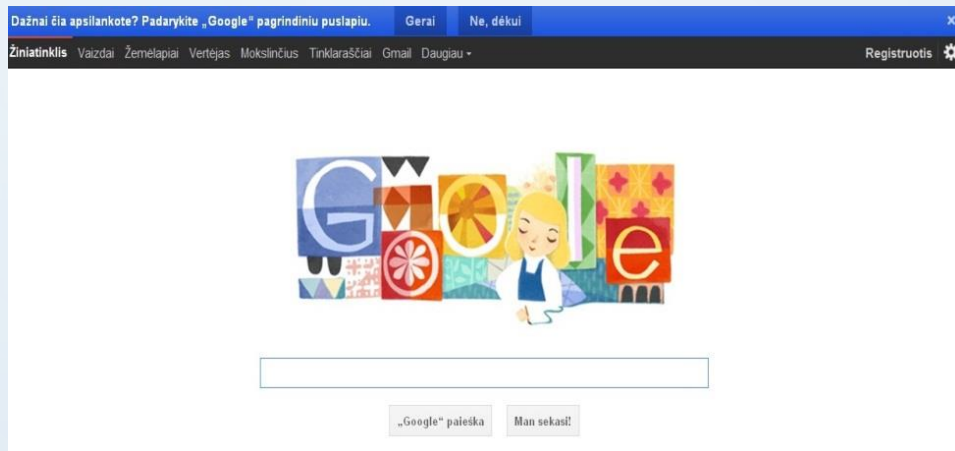 Dažnai čia apsilankote? Padarykite „Google“ pagrindiniu puslapiu. Gerai Ne, dėkui ×
Žiniatinklis Vaizdai Žemėlapiai Vertėjas Mokslinčius Tinklaraščiai Gmail Daugiau Registruotis
Google
„Google“ paieška Man sekasi!